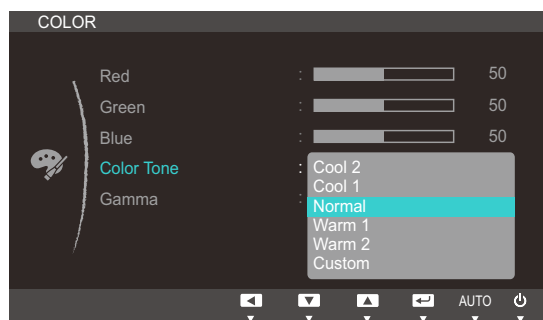 COLOR
Red : 50
Green : 50
Blue : 50
Color Tone : Cool 2
Cool 1
Gamma : Normal
Warm 1
Warm 2
Custom
AUTO